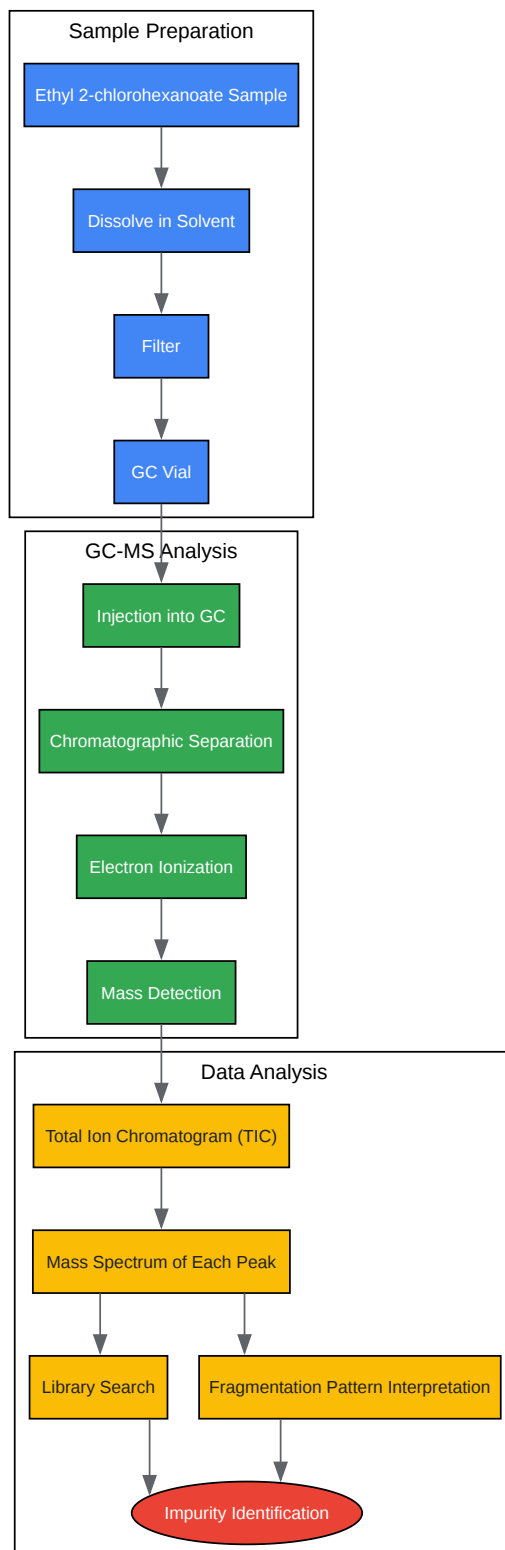 Sample Preparation
Ethyl 2-chlorohexanoate Sample
Dissolve in Solvent
Filter
GC Vial
GC-MS Analysis
Injection into GC
Chromatographic Separation
Electron Ionization
Mass Detection
Data Analysis
Total Ion Chromatogram (TIC)
Mass Spectrum of Each Peak
Library Search
Fragmentation Pattern Interpretation
Impurity Identification